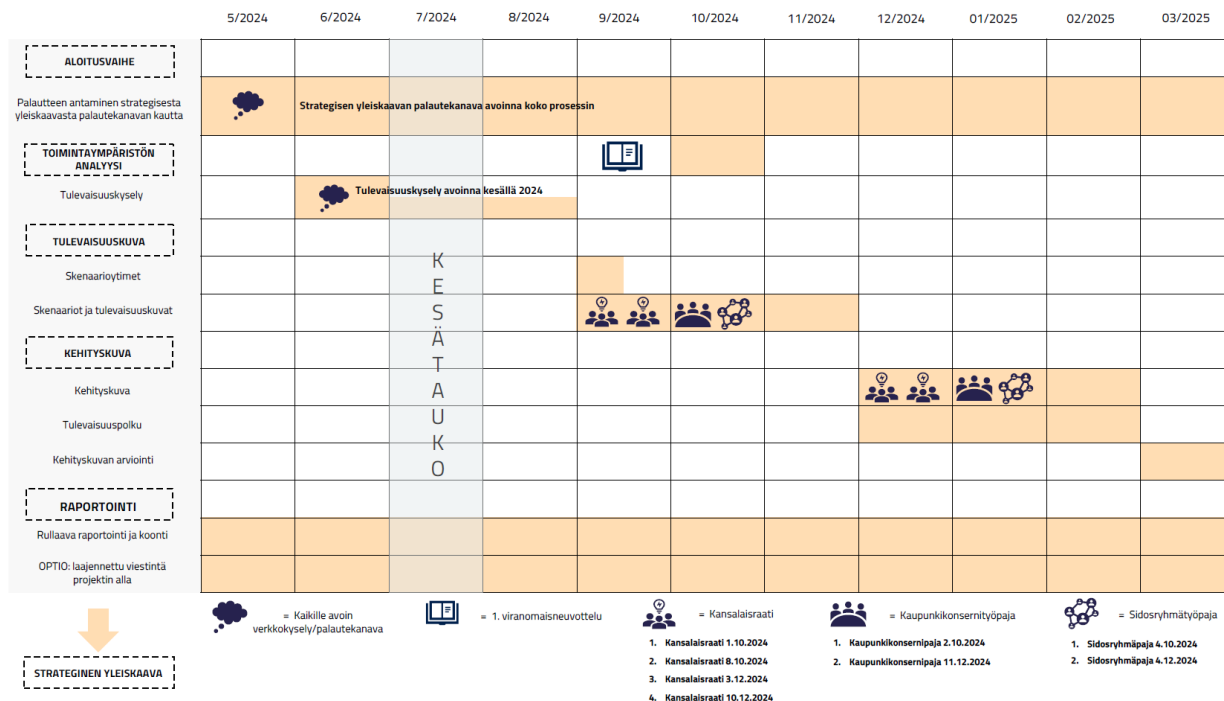 5/2024 6/2024 7/2024 8/2024 9/2024 10/2024 11/2024 12/2024 01/2025 02/2025 03/2025
ALOITUSVAIHE
Palautteen antaminen strategisesta
yleiskaavasta palautekanavan kautta
Strategisen yleiskaavan palautekanava avoinna koko prosessin
TOIMINTAYMPÄRISTÖN
ANALYYSI
Tulevaisuuskysely
Tulevaisuuskysely avoinna kesällä 2024
TULEVAISUUSKUVA
Skenaarioytimet
Skenaariot ja tulevaisuuskuvat
KEHITYSKUVA
Kehityskuva
Tulevaisuuspolku
Kehityskuvan arviointi
K
E
S
Ä
T
A
U
K
O
RAPORTOINTI
Rullaava raportointi ja koonti
OPTIO: laajennettu viestintä
projektin alla
STRATEGINEN YLEISKAAVA
= Kaikille avoin
verkkokysely/palautekanava
= 1. viranomaisneuvottelu
= Kansalaisraati
1. Kansalaisraati 1.10.2024
2. Kansalaisraati 8.10.2024
3. Kansalaisraati 3.12.2024
4. Kansalaisraati 10.12.2024
= Kaupunkikonsernityöpaja
1. Kaupunkikonsernipaja 2.10.2024
2. Kaupunkikonsernipaja 11.12.2024
= Sidosryhmätyöpaja
1. Sidosryhmäpaja 4.10.2024
2. Sidosryhmäpaja 4.12.2024